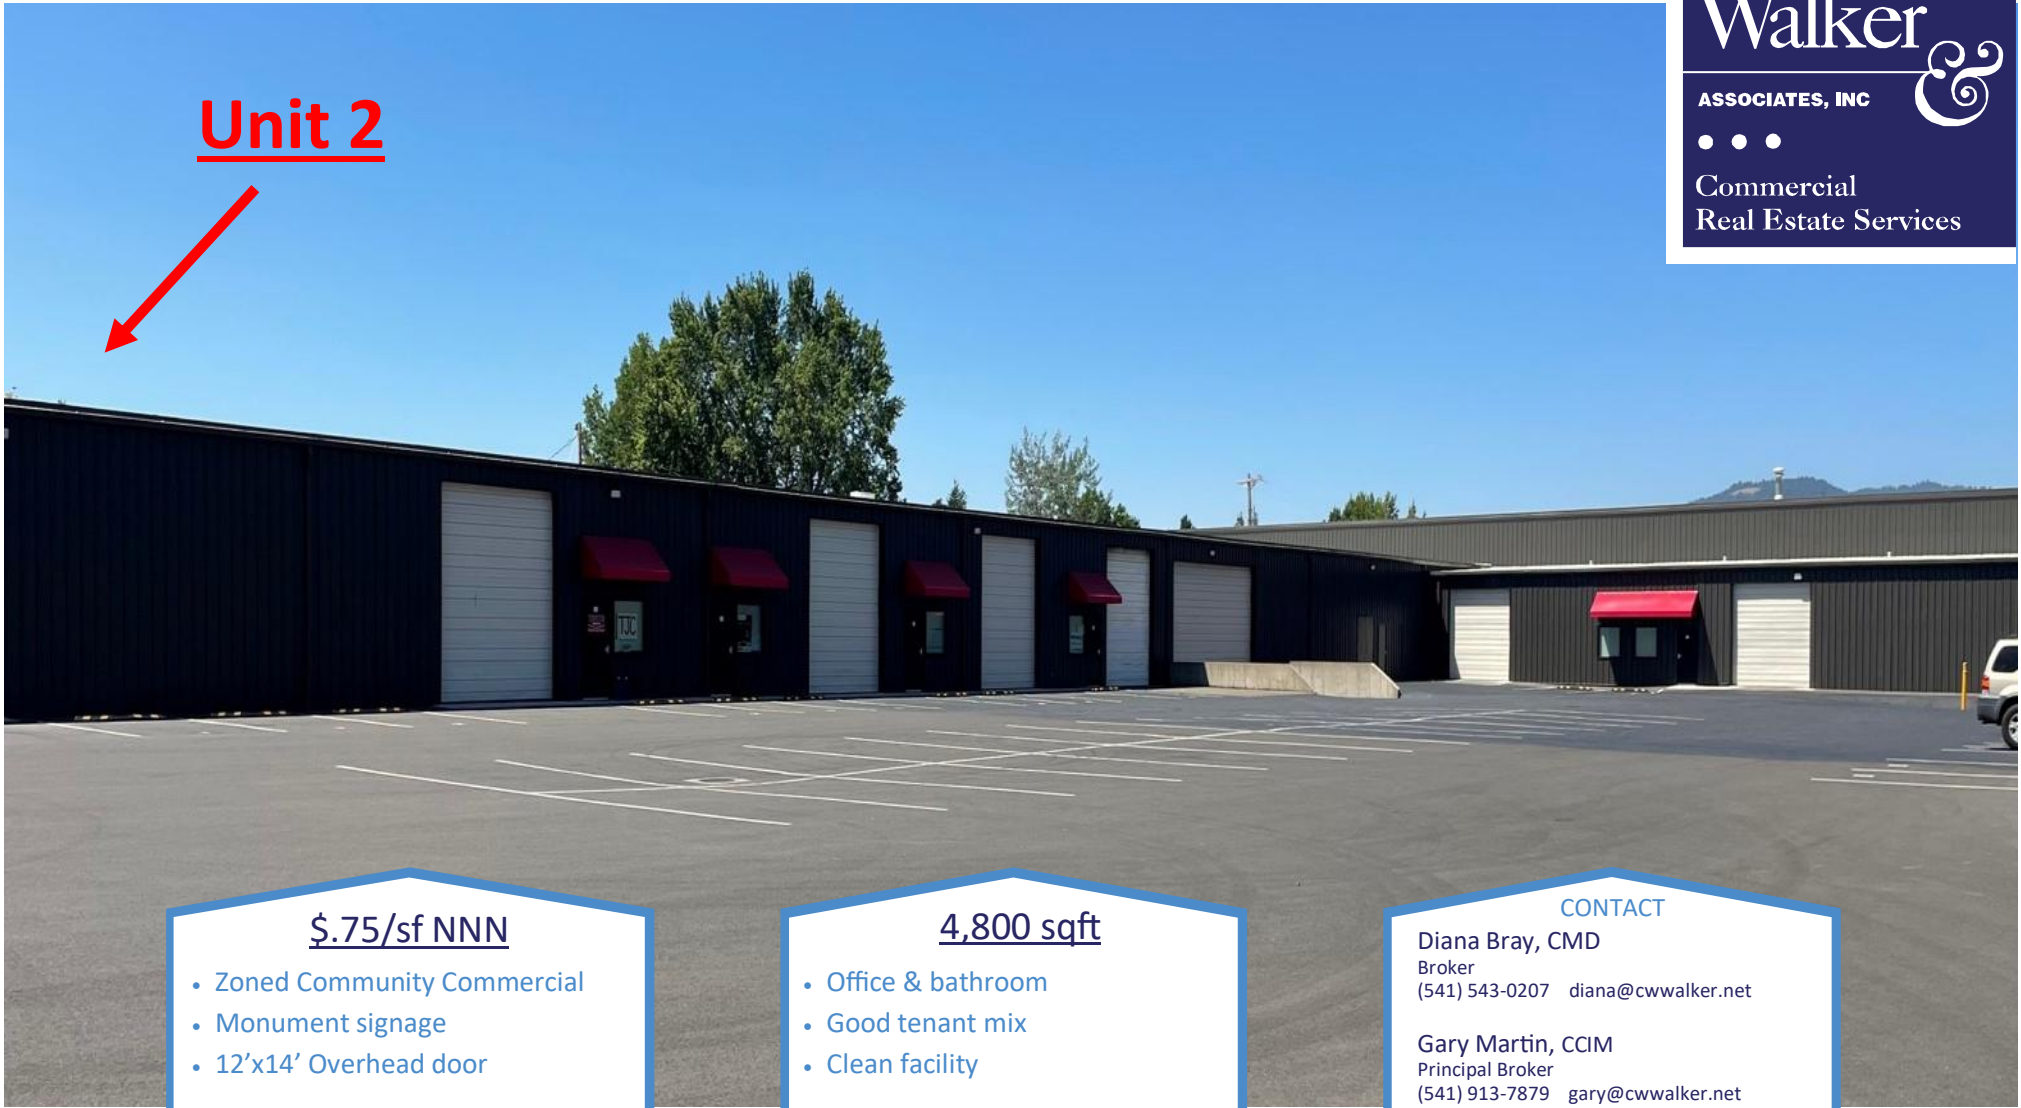 Walker
&
ASSOCIATES, INC
Commercial
Real Estate Services
Unit 2
TJC
$.75/sf NNN
• Zoned Community Commercial
• Monument signage
• 12’x14’ Overhead door
4,800 sqft
• Office & bathroom
• Good tenant mix
• Clean facility
CONTACT
Diana Bray, CMD
Broker
(541) 543-0207 diana@cwwalker.net
Gary Martin, CCIM
Principal Broker
(541) 913-7879 gary@cwwalker.net